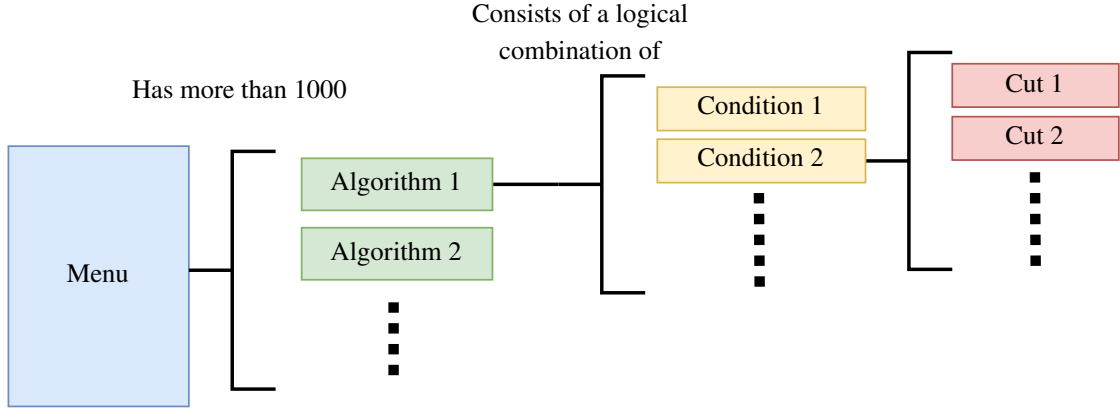 Consists of a logical
combination of
Has more than 1000
Menu
Algorithm 1
Algorithm 2
Condition 1
Condition 2
Cut 1
Cut 2